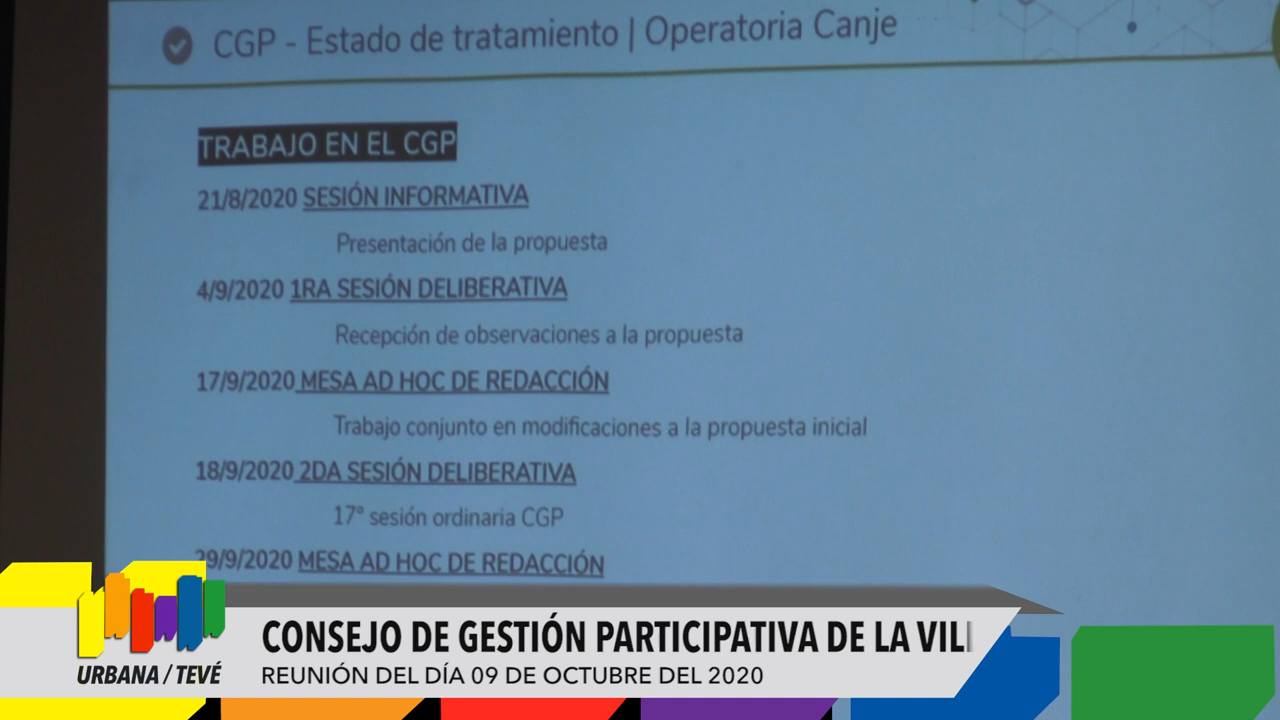 CGP - Estado de tratamiento | Operatoria Canje
TRABAJO EN EL CGP
21/8/2020 SESIÓN INFORMATIVA
Presentación de la propuesta
4/9/2020 1RA SESIÓN DELIBERATIVA
Recepción de observaciones a la propuesta
17/9/2020 MESA AD HOC DE REDACCIÓN
Trabajo conjunto en modificaciones a la propuesta inicial
18/9/2020 2DA SESIÓN DELIBERATIVA
17° sesión ordinaria CGP
29/9/2020 MESA AD HOC DE REDACCIÓN
CONSEJO DE GESTIÓN PARTICIPATIVA DE LA VIL
REUNIÓN DEL DÍA 09 DE OCTUBRE DEL 2020
URBANA / TEVÉ